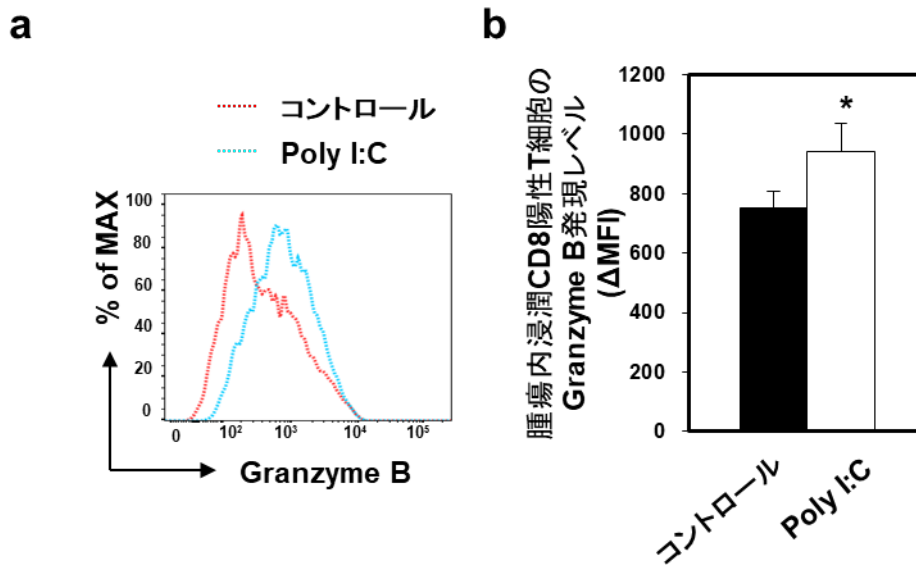 a
コントロール
Poly I:C
% of MAX
100
80
60
40
20
0
0 10² 10³ 10⁴ 10⁵
Granzyme B
b
腫瘍内浸潤CD8陽性T細胞の
Granzyme B発現レベル
(ΔMFI)
1200
1000
800
600
400
200
0
*
コントロール
Poly I:C